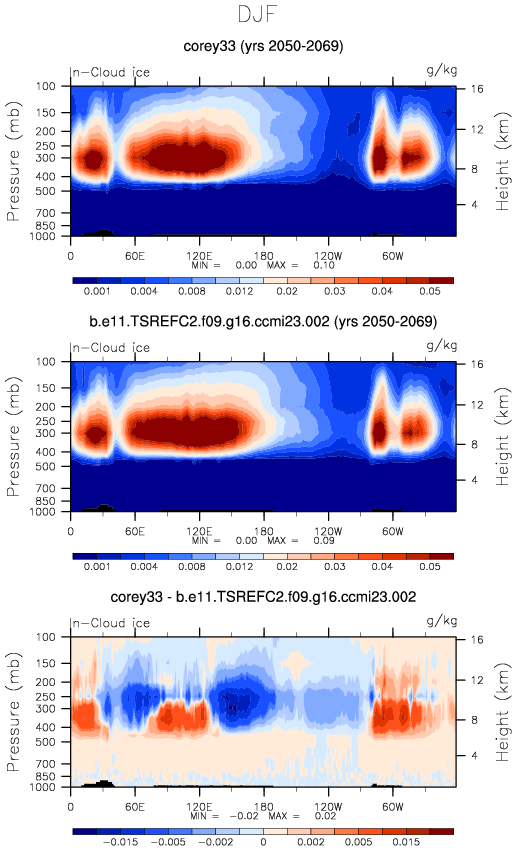 DJF
corey33 (yrs 2050-2069)
In-Cloud ice g/kg
Pressure (mb)
100
150
200
250
300
400
500
700
850
1000
Height (km)
16
12
8
4
0 60E 120E 180 120W 60W
MIN = 0.00 MAX = 0.10
0.001 0.004 0.008 0.012 0.02 0.03 0.04 0.05
b.e11.TSREFC2.f09.g16.ccmi23.002 (yrs 2050-2069)
In-Cloud ice g/kg
Pressure (mb)
100
150
200
250
300
400
500
700
850
1000
Height (km)
16
12
8
4
0 60E 120E 180 120W 60W
MIN = 0.00 MAX = 0.09
0.001 0.004 0.008 0.012 0.02 0.03 0.04 0.05
corey33 - b.e11.TSREFC2.f09.g16.ccmi23.002
In-Cloud ice g/kg
Pressure (mb)
100
150
200
250
300
400
500
700
850
1000
Height (km)
16
12
8
4
0 60E 120E 180 120W 60W
MIN = -0.02 MAX = 0.02
-0.015 -0.005 -0.002 0 0.002 0.005 0.015